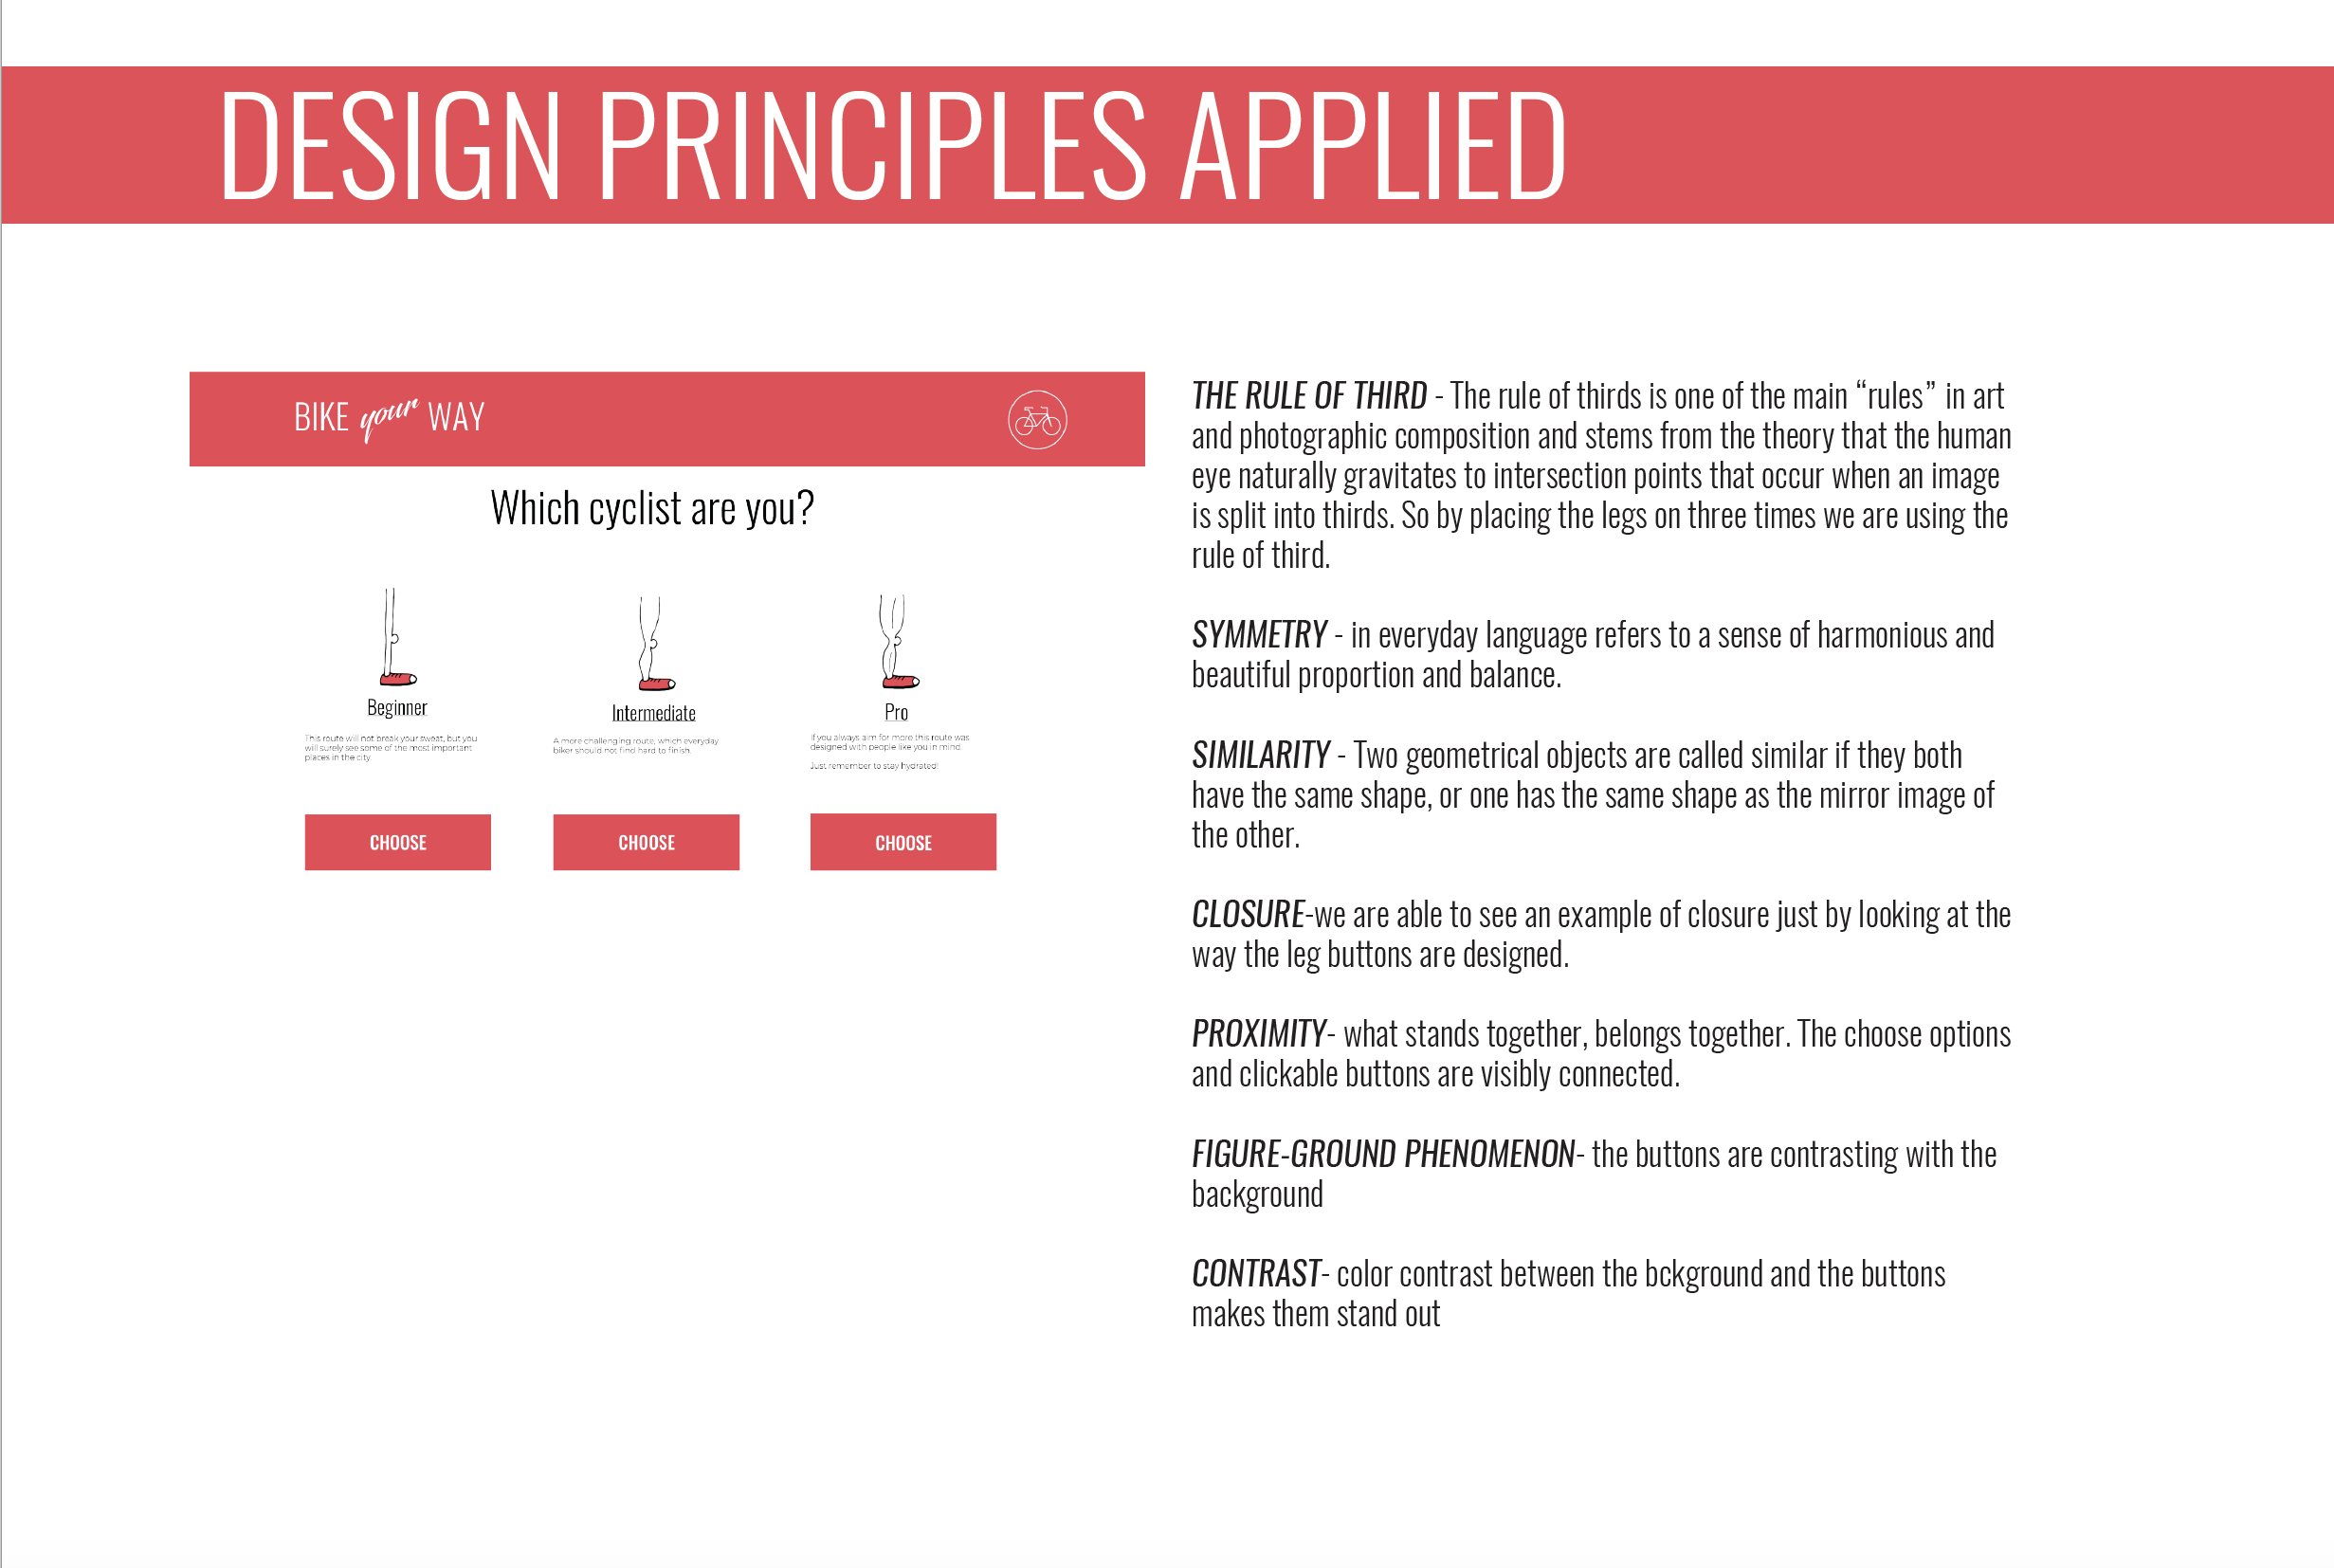 DESIGN PRINCIPLES APPLIED
BIKE your WAY
Which cyclist are you?
Beginner
This route will not break your sweat, but you
will surely see some of the most important
places in the city.
CHOOSE
Intermediate
A more challenging route, which everyday
biker should not find hard to finish.
CHOOSE
Pro
If you always aim for more this route was
designed with people like you in mind.
Just remember to stay hydrated!
CHOOSE
THE RULE OF THIRD - The rule of thirds is one of the main “rules” in art
and photographic composition and stems from the theory that the human
eye naturally gravitates to intersection points that occur when an image
is split into thirds. So by placing the legs on three times we are using the
rule of third.
SYMMETRY - in everyday language refers to a sense of harmonious and
beautiful proportion and balance.
SIMILARITY - Two geometrical objects are called similar if they both
have the same shape, or one has the same shape as the mirror image of
the other.
CLOSURE-we are able to see an example of closure just by looking at the
way the leg buttons are designed.
PROXIMITY- what stands together, belongs together. The choose options
and clickable buttons are visibly connected.
FIGURE-GROUND PHENOMENON- the buttons are contrasting with the
background
CONTRAST- color contrast between the bckground and the buttons
makes them stand out